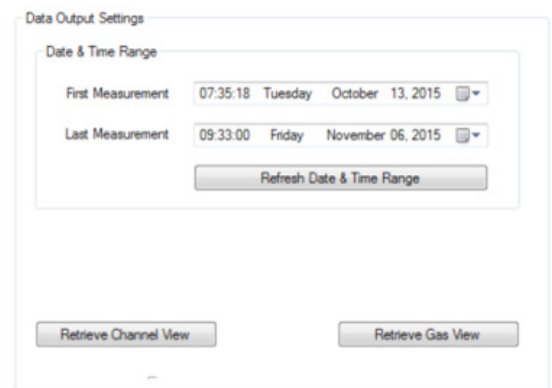 Data Output Settings
Date & Time Range
First Measurement 07:35:18 Tuesday October 13, 2015
Last Measurement 09:33:00 Friday November 06, 2015
Refresh Date & Time Range
Retrieve Channel View Retrieve Gas View